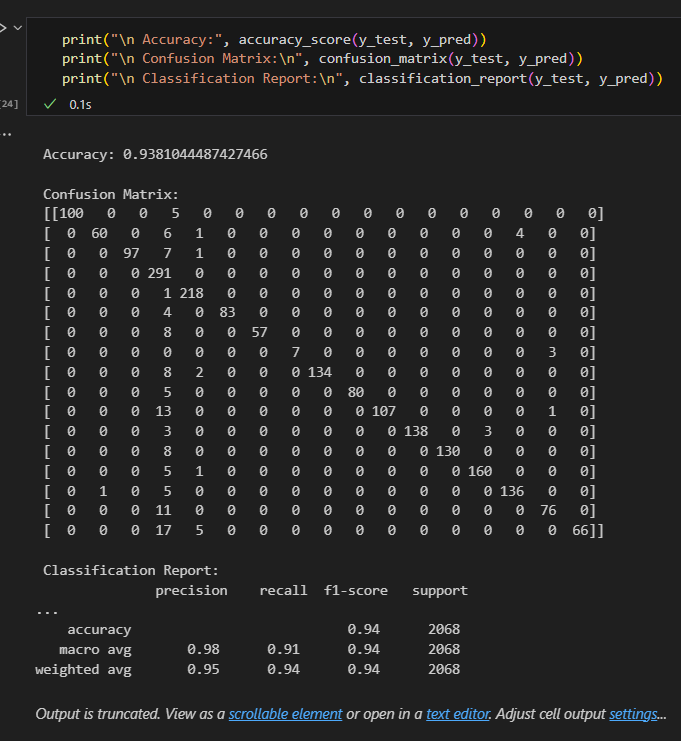 print("\n Accuracy:", accuracy_score(y_test, y_pred))
print("\n Confusion Matrix:\n", confusion_matrix(y_test, y_pred))
print("\n Classification Report:\n", classification_report(y_test, y_pred))
24] ✓ 0.1s
...
Accuracy: 0.9381044487427466
Confusion Matrix:
[[100 0 0 5 0 0 0 0 0 0 0 0 0 0 0 0 0]
[ 0 60 0 6 1 0 0 0 0 0 0 0 0 0 4 0 0]
[ 0 0 97 7 1 0 0 0 0 0 0 0 0 0 0 0 0]
[ 0 0 0 291 0 0 0 0 0 0 0 0 0 0 0 0 0]
[ 0 0 0 1 218 0 0 0 0 0 0 0 0 0 0 0 0]
[ 0 0 0 4 0 83 0 0 0 0 0 0 0 0 0 0 0]
[ 0 0 0 8 0 0 57 0 0 0 0 0 0 0 0 0 0]
[ 0 0 0 0 0 0 0 7 0 0 0 0 0 0 0 3 0]
[ 0 0 0 8 2 0 0 0 134 0 0 0 0 0 0 0 0]
[ 0 0 0 5 0 0 0 0 0 80 0 0 0 0 0 0 0]
[ 0 0 0 13 0 0 0 0 0 0 107 0 0 0 0 1 0]
[ 0 0 0 3 0 0 0 0 0 0 0 138 0 3 0 0 0]
[ 0 0 0 8 0 0 0 0 0 0 0 0 130 0 0 0 0]
[ 0 0 0 5 1 0 0 0 0 0 0 0 0 160 0 0 0]
[ 0 1 0 5 0 0 0 0 0 0 0 0 0 0 136 0 0]
[ 0 0 0 11 0 0 0 0 0 0 0 0 0 0 0 76 0]
[ 0 0 0 17 5 0 0 0 0 0 0 0 0 0 0 0 66]]
Classification Report:
precision recall f1-score support
...
accuracy 0.94 2068
macro avg 0.98 0.91 0.94 2068
weighted avg 0.95 0.94 0.94 2068
Output is truncated. View as a scrollable element or open in a text editor. Adjust cell output settings...